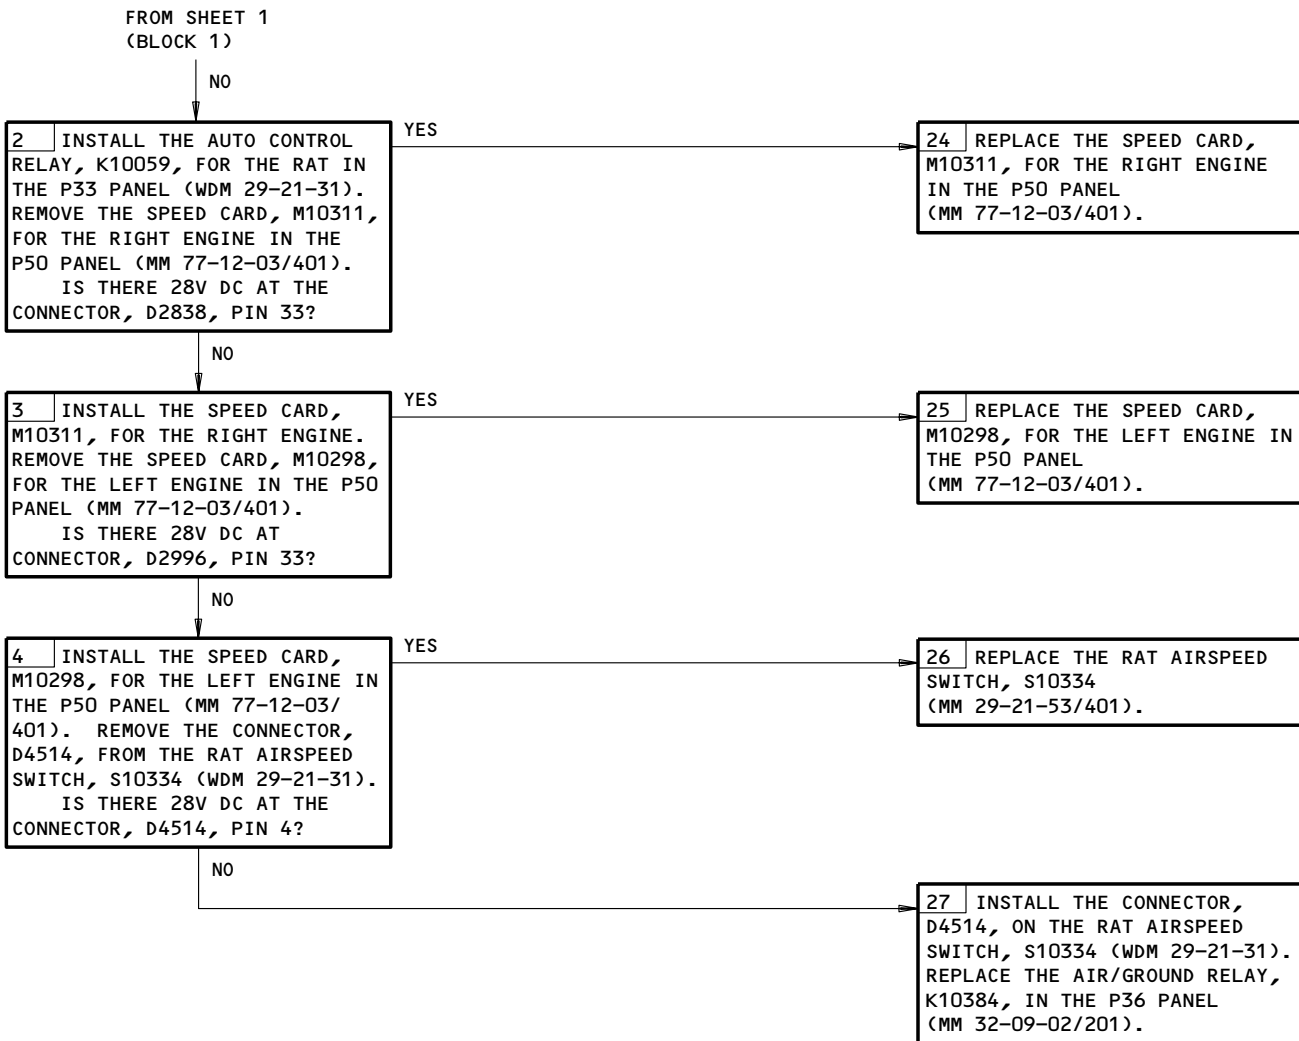 FROM SHEET 1
(BLOCK 1)
NO
2 INSTALL THE AUTO CONTROL
RELAY, K10059, FOR THE RAT IN
THE P33 PANEL (WDM 29-21-31).
REMOVE THE SPEED CARD, M10311,
FOR THE RIGHT ENGINE IN THE
P50 PANEL (MM 77-12-03/401).
IS THERE 28V DC AT THE
CONNECTOR, D2838, PIN 33?
YES
24 REPLACE THE SPEED CARD,
M10311, FOR THE RIGHT ENGINE
IN THE P50 PANEL
(MM 77-12-03/401).
NO
3 INSTALL THE SPEED CARD,
M10311, FOR THE RIGHT ENGINE.
REMOVE THE SPEED CARD, M10298,
FOR THE LEFT ENGINE IN THE P50
PANEL (MM 77-12-03/401).
IS THERE 28V DC AT
CONNECTOR, D2996, PIN 33?
YES
25 REPLACE THE SPEED CARD,
M10298, FOR THE LEFT ENGINE IN
THE P50 PANEL
(MM 77-12-03/401).
NO
4 INSTALL THE SPEED CARD,
M10298, FOR THE LEFT ENGINE IN
THE P50 PANEL (MM 77-12-03/
401). REMOVE THE CONNECTOR,
D4514, FROM THE RAT AIRSPEED
SWITCH, S10334 (WDM 29-21-31).
IS THERE 28V DC AT THE
CONNECTOR, D4514, PIN 4?
YES
26 REPLACE THE RAT AIRSPEED
SWITCH, S10334
(MM 29-21-53/401).
NO
27 INSTALL THE CONNECTOR,
D4514, ON THE RAT AIRSPEED
SWITCH, S10334 (WDM 29-21-31).
REPLACE THE AIR/GROUND RELAY,
K10384, IN THE P36 PANEL
(MM 32-09-02/201).